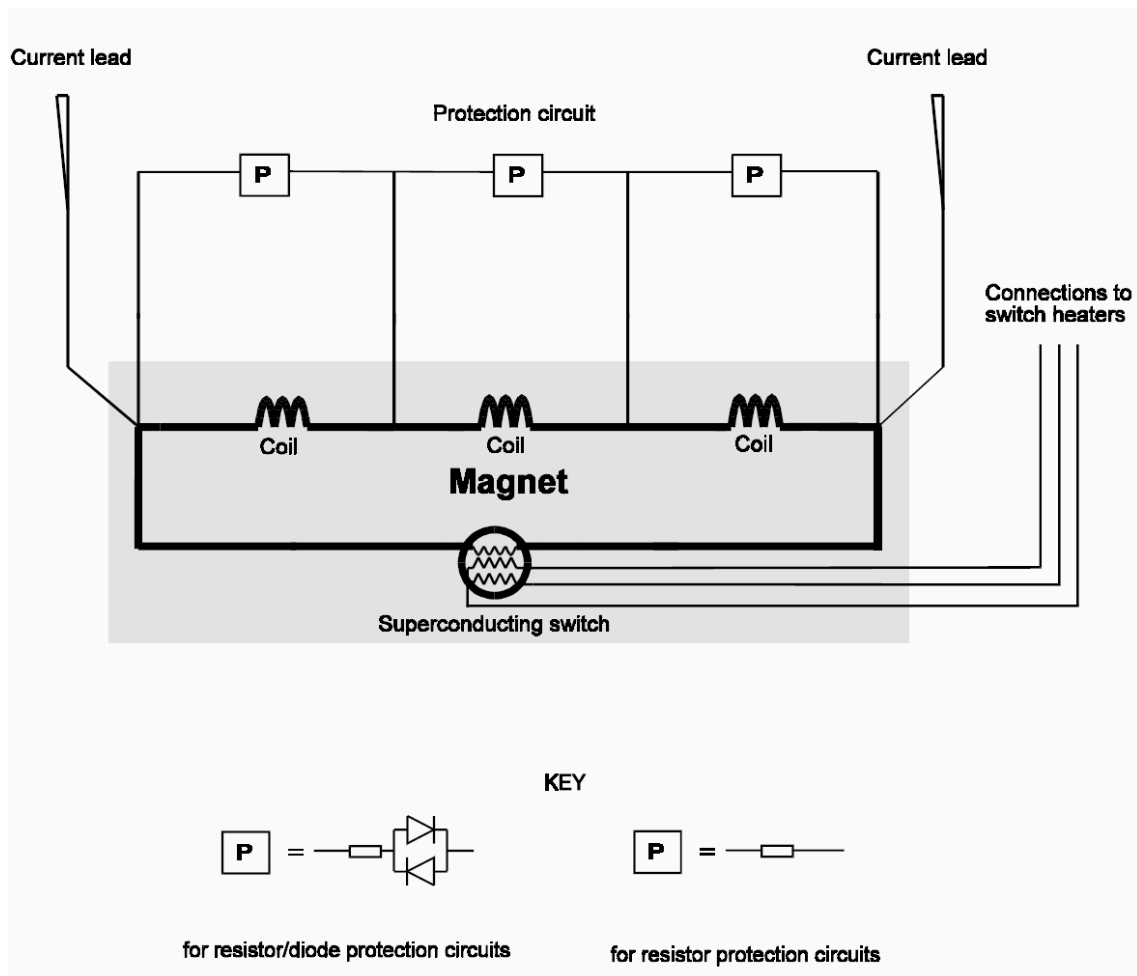 Current lead
Current lead
Protection circuit
P
P
P
Connections to
switch heaters
Coil
Coil
Coil
Magnet
Superconducting switch
KEY
P =
P =
for resistor/diode protection circuits
for resistor protection circuits